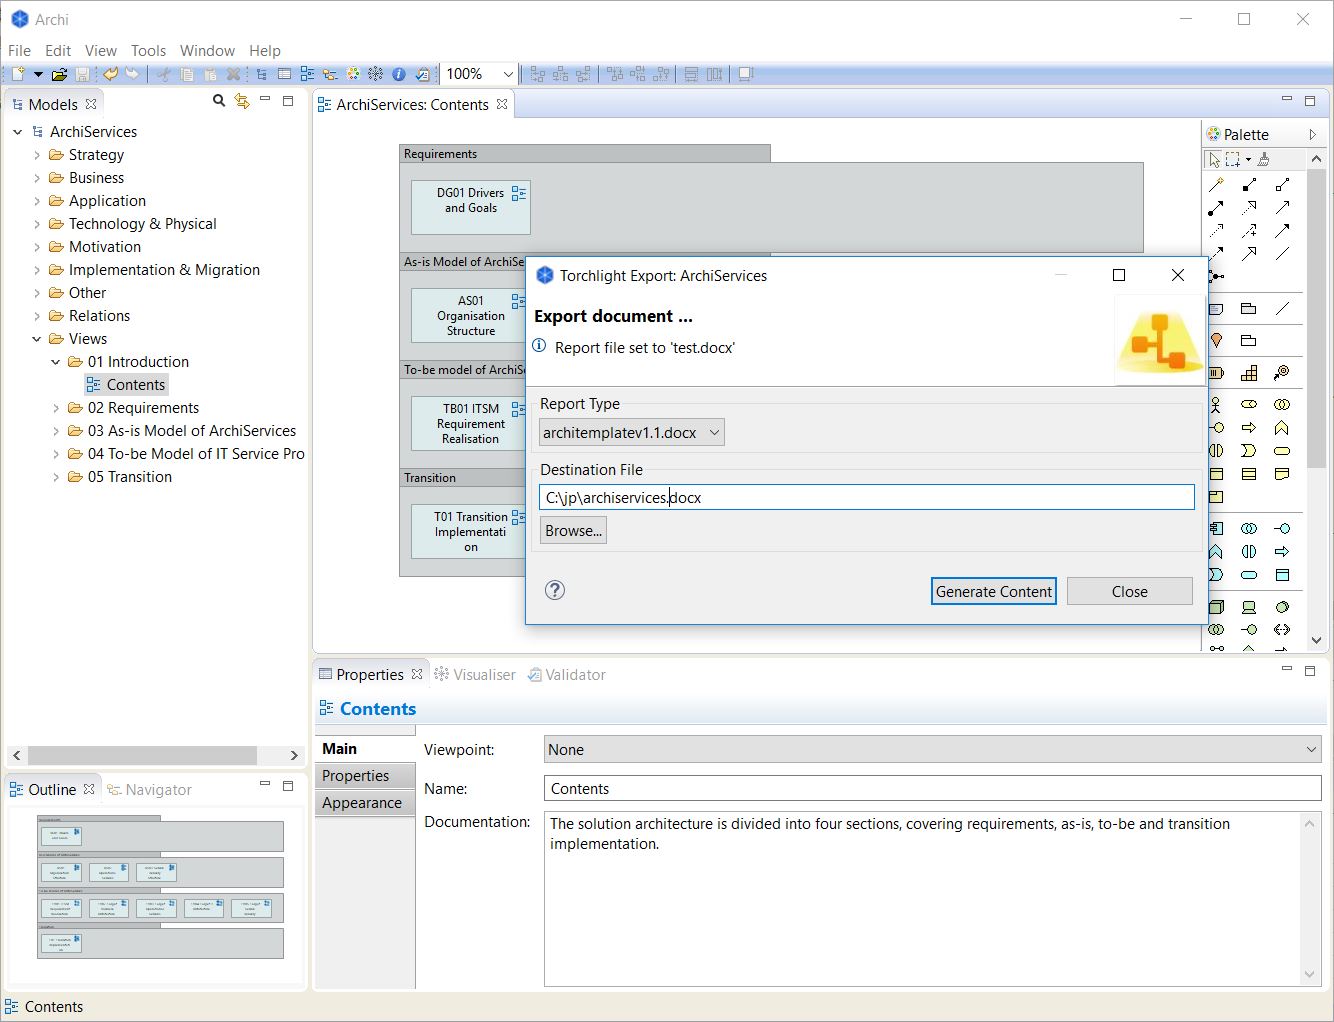 Archi
File Edit View Tools Window Help
100%
Models
ArchiServices
Strategy
Business
Application
Technology & Physical
Motivation
Implementation & Migration
Other
Relations
Views
01 Introduction
Contents
02 Requirements
03 As-is Model of ArchiServices
04 To-be Model of IT Service Pro
05 Transition
Outline
Navigator
Contents
ArchiServices: Contents
Requirements
DG01 Drivers
and Goals
As-is Model of ArchiSe
AS01
Organisation
Structure
To-be model of ArchiSe
TB01 ITSM
Requirement
Realisation
Transition
T01 Transition
Implementati
on
Palette
Torchlight Export: ArchiServices
Export document ...
Report file set to 'test.docx'
Report Type
architemplatev1.1.docx
Destination File
C:\jp\archiservices.docx
Browse...
Generate Content
Close
Properties
Visualiser
Validator
Contents
Main
Properties
Appearance
Viewpoint:
None
Name:
Contents
Documentation:
The solution architecture is divided into four sections, covering requirements, as-is, to-be and transition
implementation.